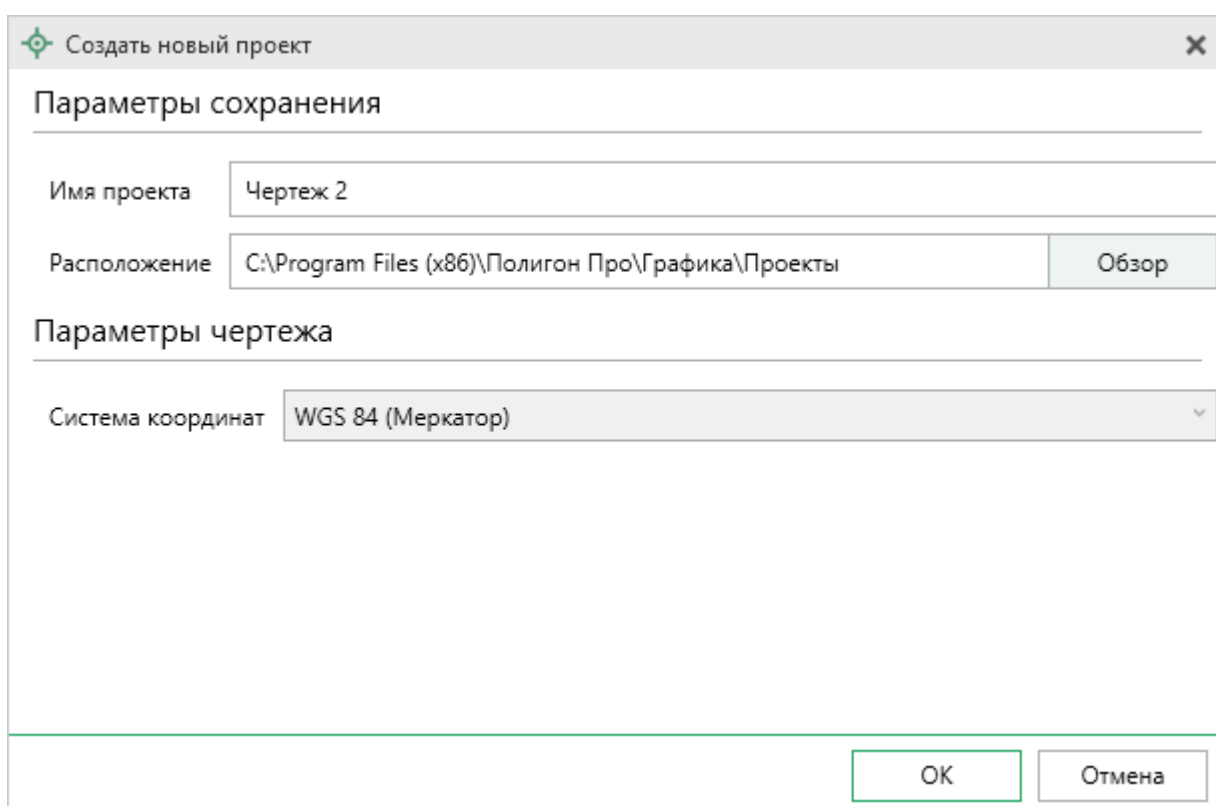 Создать новый проект
Параметры сохранения
Имя проекта Чертеж 2
Расположение C:\Program Files (x86)\Полигон Про\Графика\Проекты Обзор
Параметры чертежа
Система координат WGS 84 (Меркатор)
ОК Отмена